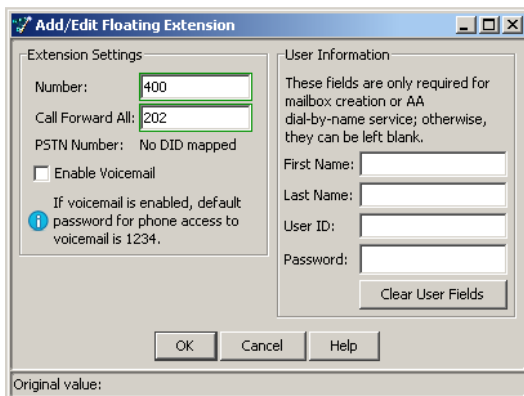 Add/Edit Floating Extension
Extension Settings
Number: 400
Call Forward All: 202
PSTN Number: No DID mapped
Enable Voicemail
If voicemail is enabled, default
password for phone access to
voicemail is 1234.
User Information
These fields are only required for
mailbox creation or AA
dial-by-name service; otherwise,
they can be left blank.
First Name:
Last Name:
User ID:
Password:
Clear User Fields
OK Cancel Help
Original value: